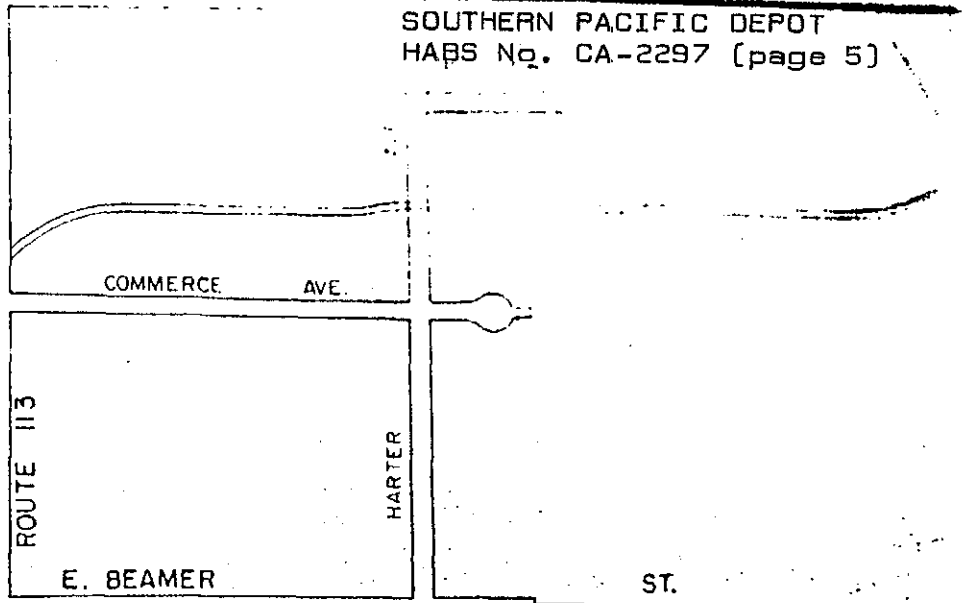 SOUTHERN PACIFIC DEPOT
HABS No. CA-2297 (page 5)
COMMERCE AVE.
ROUTE 113
HARTER
E. BEAMER ST.